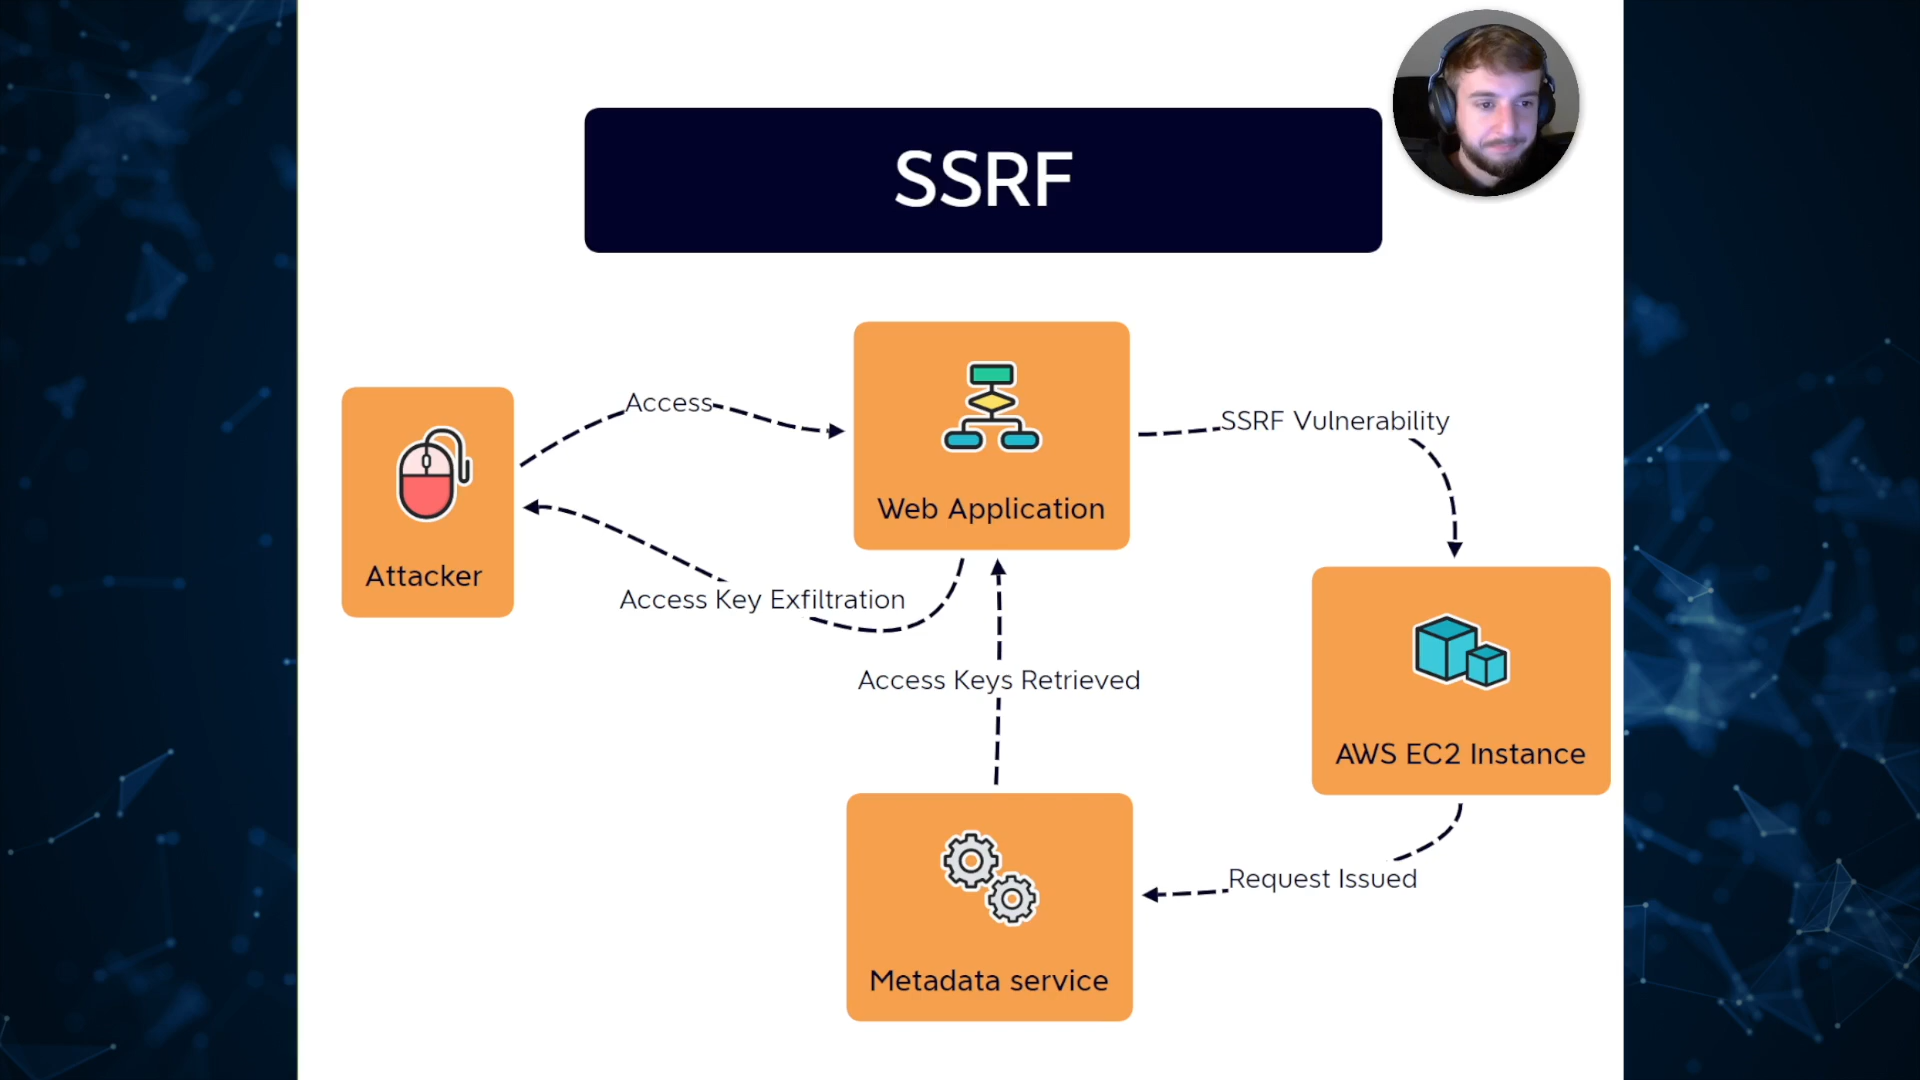 SSRF
Access
Web Application
SSRF Vulnerability
Attacker
Access Key Exfiltration
Access Keys Retrieved
AWS EC2 Instance
Request Issued
Metadata service